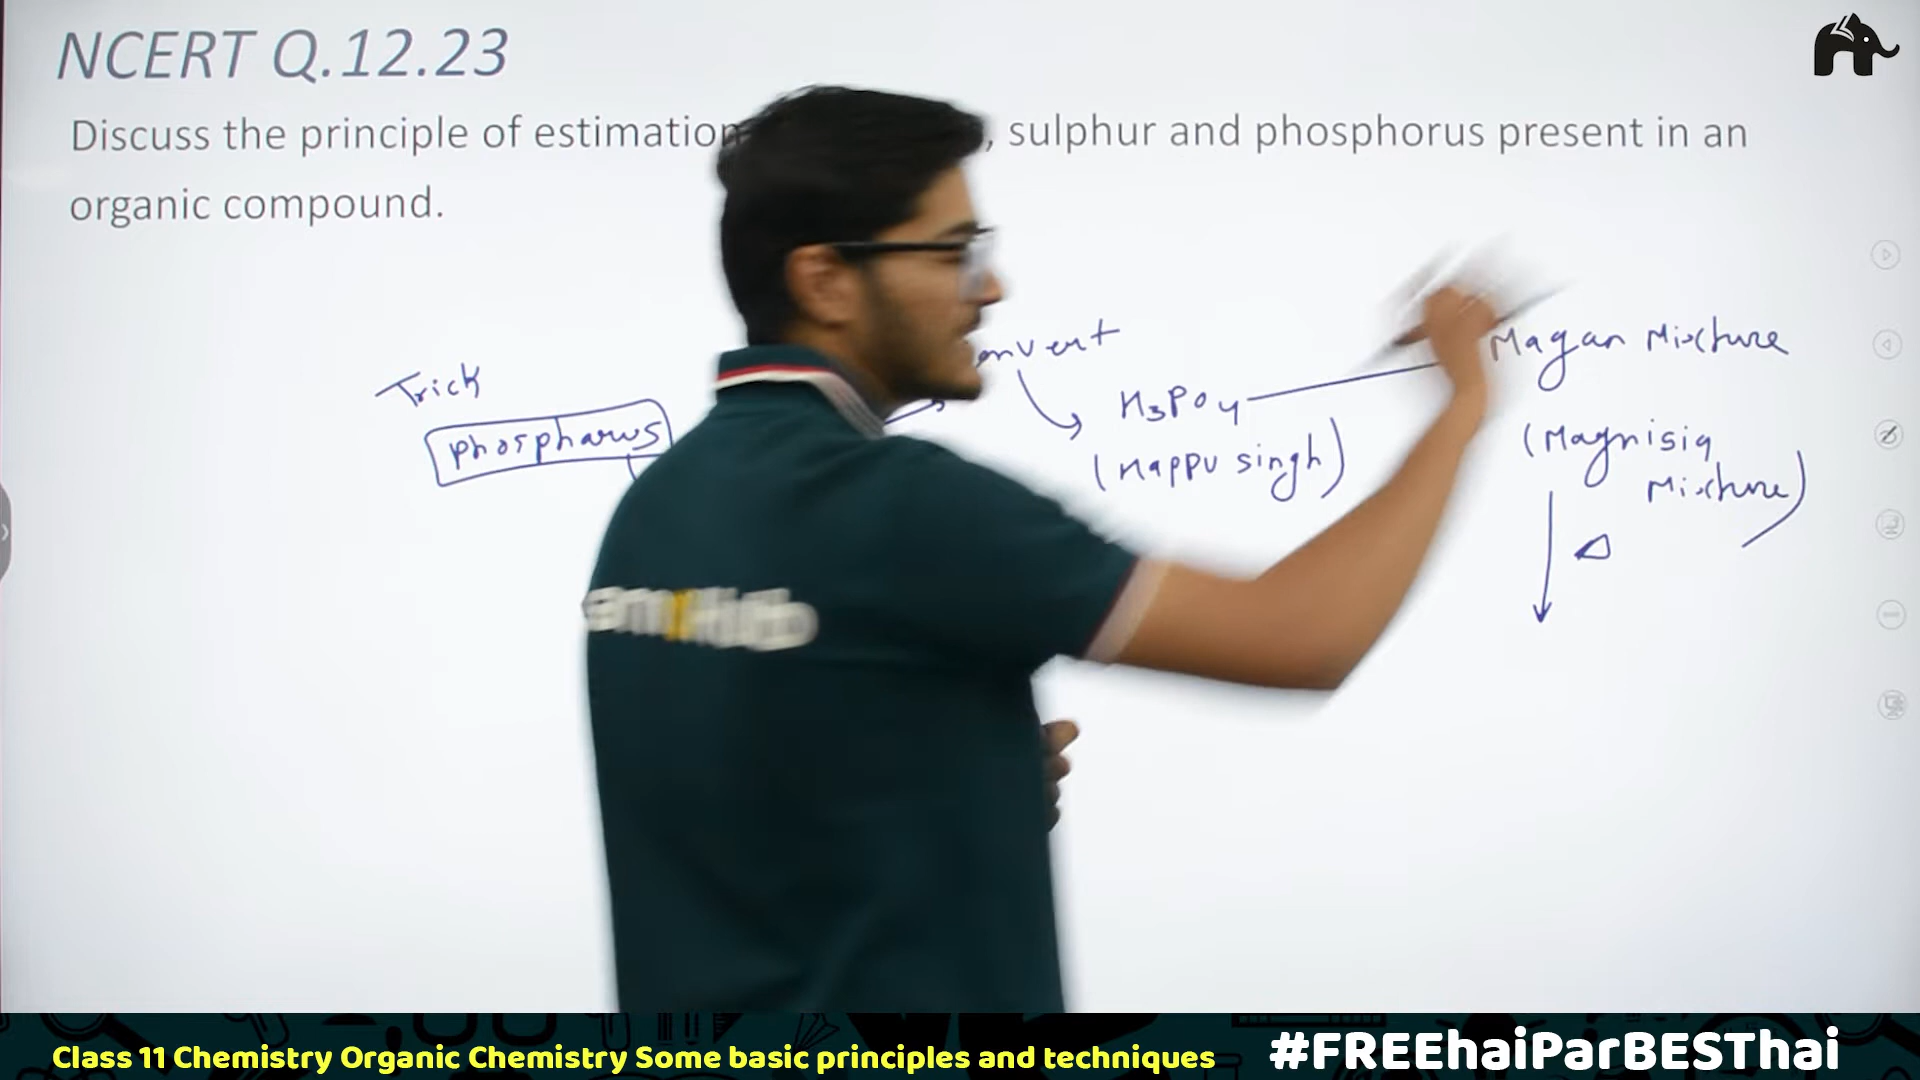 NCERT Q.12.23
Discuss the principle of estimation , sulphur and phosphorus present in an
organic compound.
Trick
phospharus
onvert
H3PO4
(Happu singh)
Magan Mixture
(Magnisia
Mixture)
Δ
Class 11 Chemistry Organic Chemistry Some basic principles and techniques
#FREEhaiParBESThai